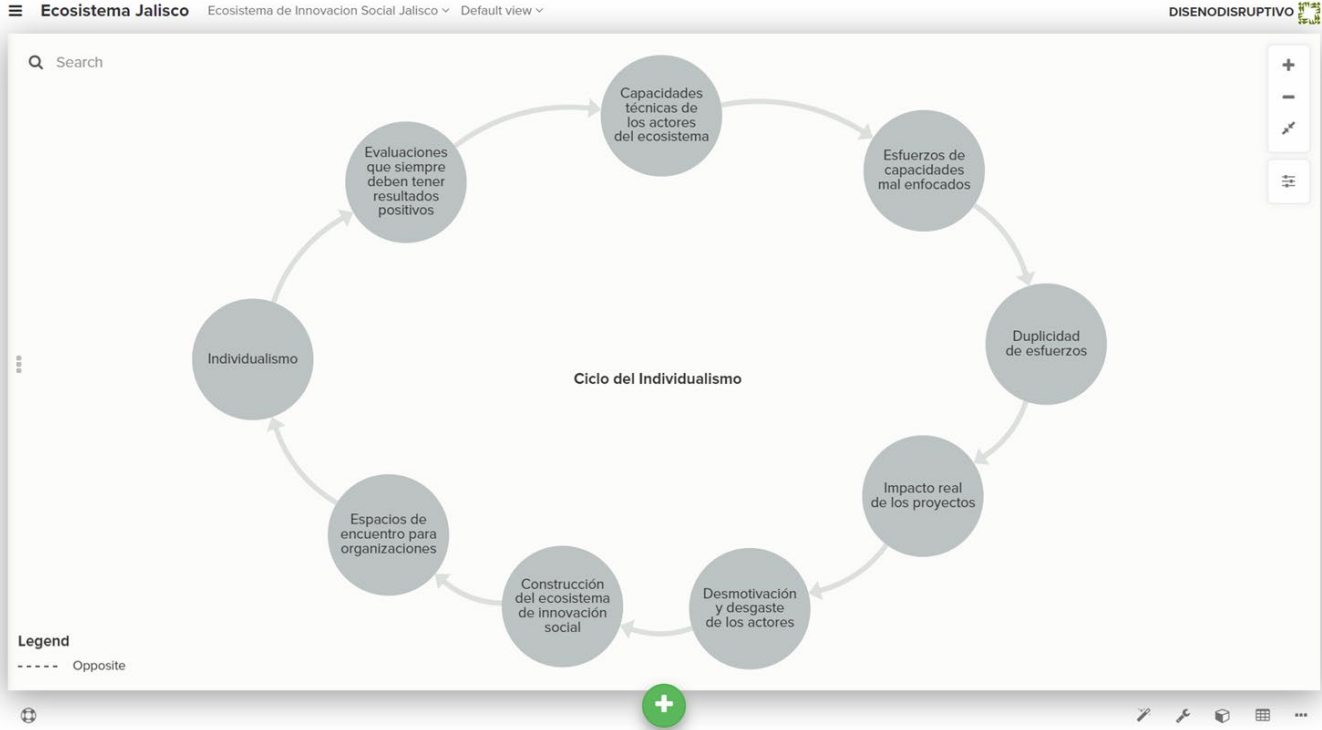 Ecosistema Jalisco
Ecosistema de Innovacion Social Jalisco
Default view
DISENODISRUPTIVO
Search
Capacidades
técnicas de
los actores
del ecosistema
Evaluaciones
que siempre
deben tener
resultados
positivos
Esfuerzos de
capacidades
mal enfocados
Individualismo
Duplicidad
de esfuerzos
Ciclo del Individualismo
Impacto real
de los proyectos
Espacios de
encuentro para
organizaciones
Construcción
del ecosistema
de innovación
social
Desmotivación
y desgaste
de los actores
Legend
Opposite